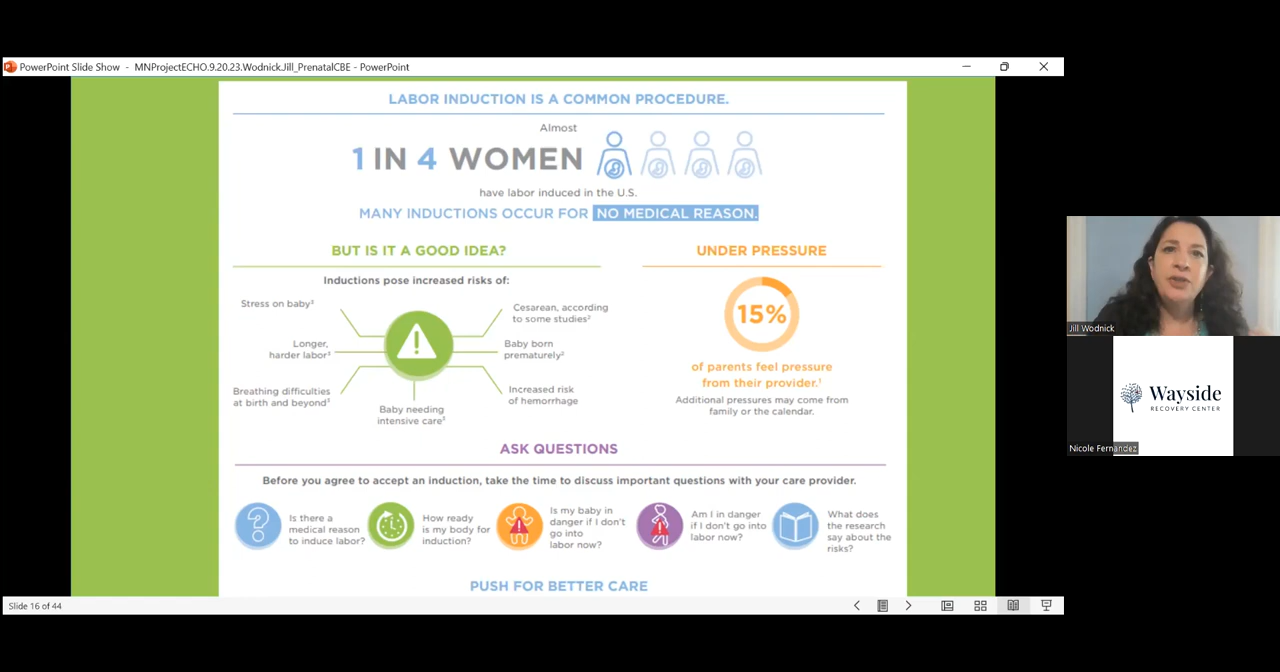 PowerPoint Slide Show - MNProjectECHO.9.20.23.Wodnick.Jill_PrenatalCBE - PowerPoint
LABOR INDUCTION IS A COMMON PROCEDURE.
Almost
1 IN 4 WOMEN
have labor induced in the U.S.
MANY INDUCTIONS OCCUR FOR NO MEDICAL REASON.
BUT IS IT A GOOD IDEA?
Inductions pose increased risks of:
Stress on baby³
Longer,
harder labor³
Breathing difficulties
at birth and beyond³
Baby needing
intensive care³
Cesarean, according
to some studies²
Baby born
prematurely²
Increased risk
of hemorrhage
UNDER PRESSURE
15%
of parents feel pressure
from their provider.¹
Additional pressures may come from
family or the calendar.
ASK QUESTIONS
Before you agree to accept an induction, take the time to discuss important questions with your care provider.
Is there a
medical reason
to induce labor?
How ready
is my body for
induction?
Is my baby in
danger if I don't
go into
labor now?
Am I in danger
if I don't go into
labor now?
What does
the research
say about the
risks?
PUSH FOR BETTER CARE
Slide 16 of 44
Jill Wodnick
Wayside
RECOVERY CENTER
Nicole Fernandez